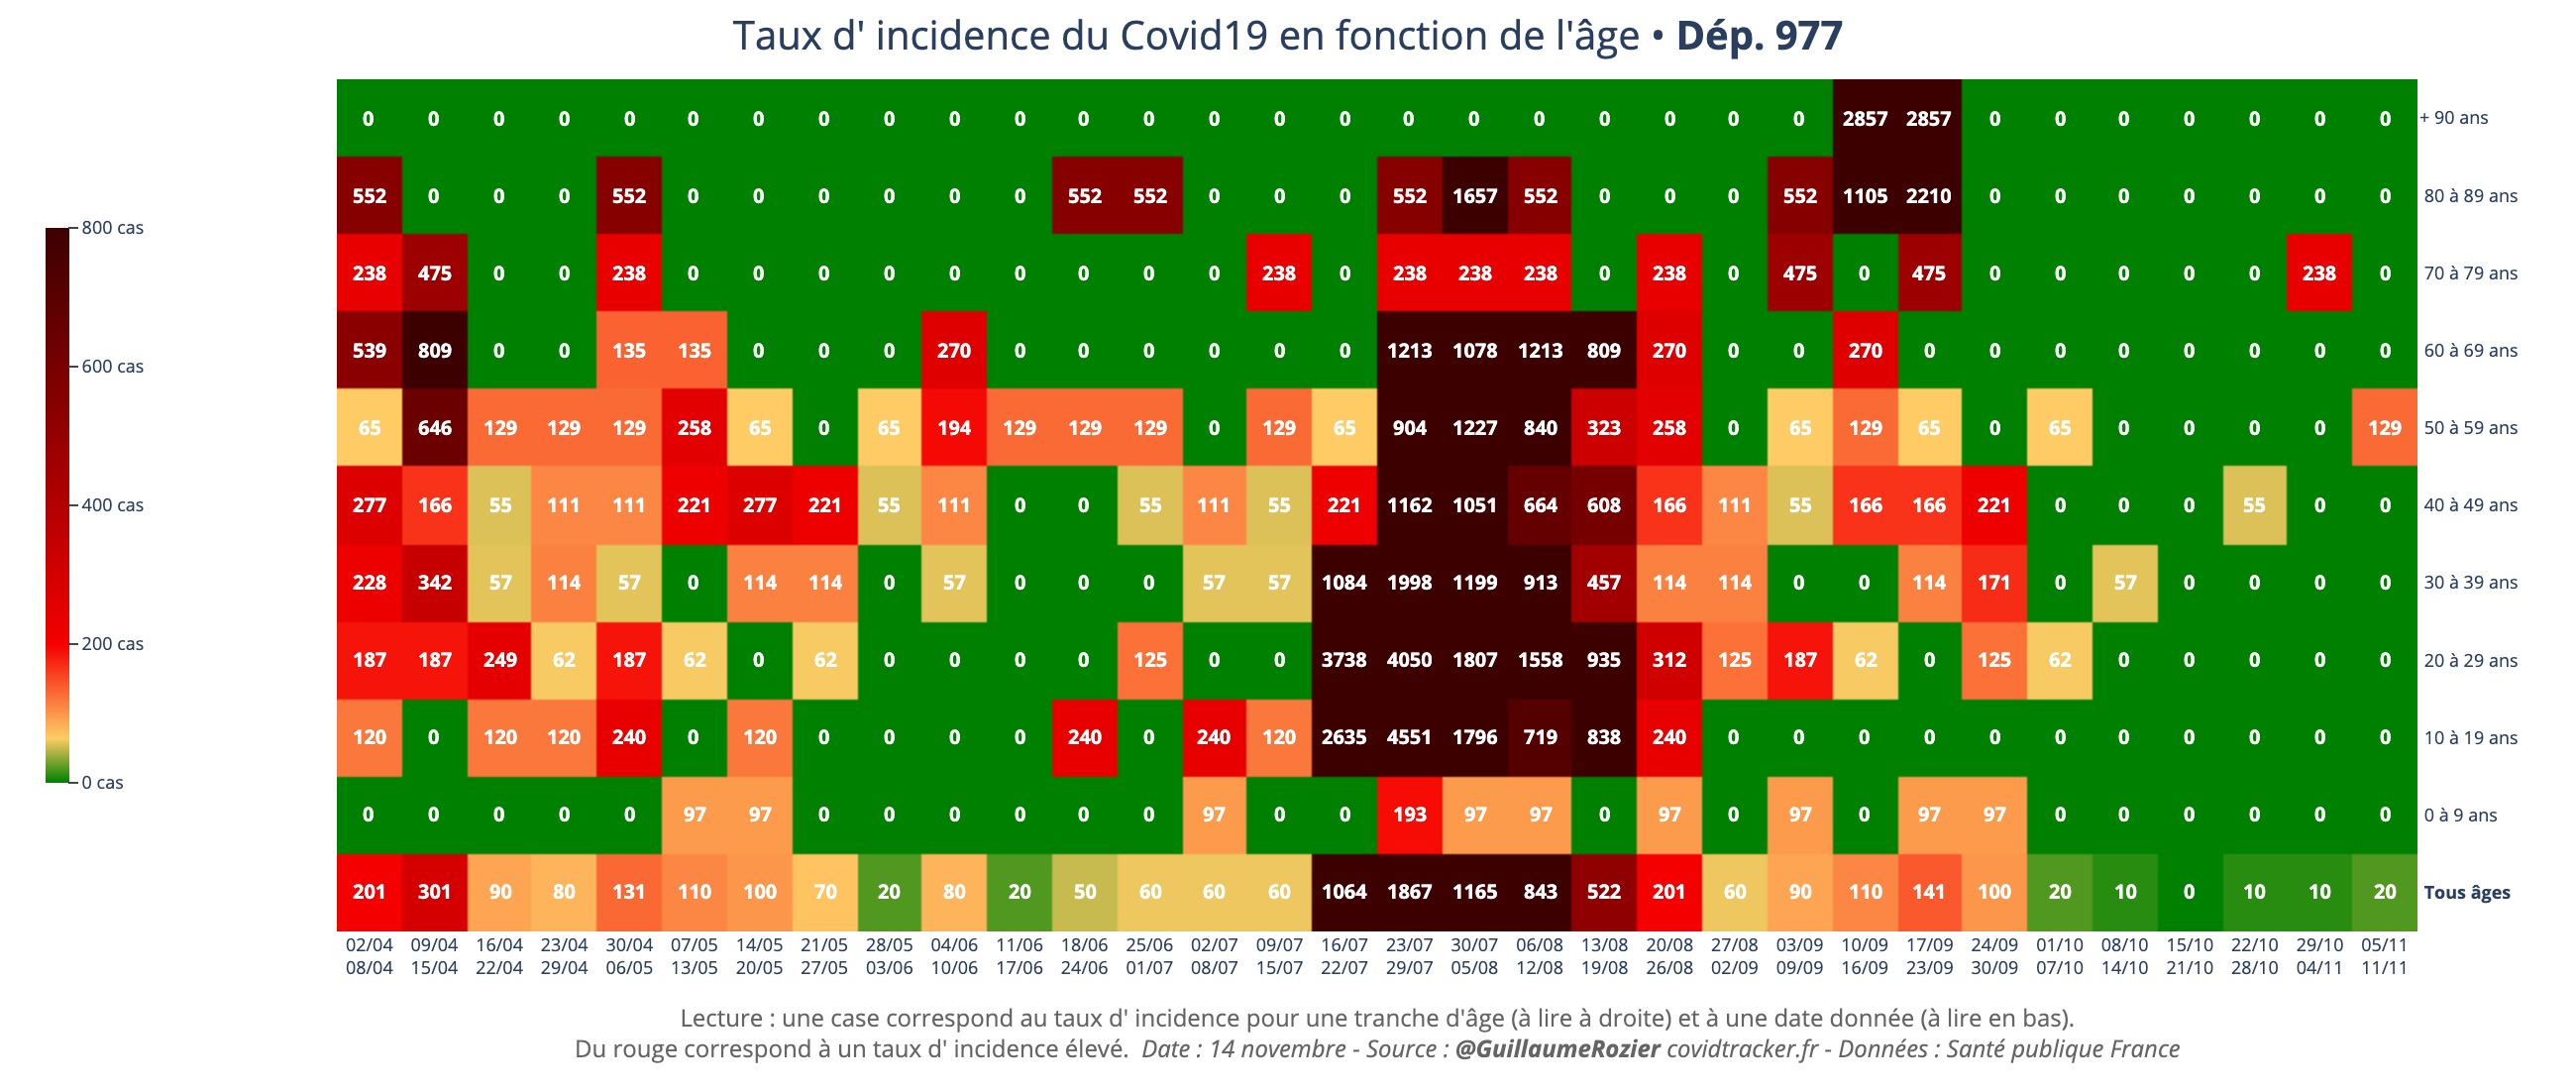 Taux d' incidence du Covid19 en fonction de l'âge • Dép. 977
0 0 0 0 0 0 0 0 0 0 0 0 0 0 0 0 0 0 0 0 0 0 0 2857 2857 0 0 0 0 0 0 0 + 90 ans
552 0 0 0 552 0 0 0 0 0 0 552 552 0 0 0 552 1657 552 0 0 0 552 1105 2210 0 0 0 0 0 0 0 80 à 89 ans
800 cas
238 475 0 0 238 0 0 0 0 0 0 0 0 0 238 0 238 238 238 0 238 0 475 0 475 0 0 0 0 0 238 0 70 à 79 ans
539 809 0 0 135 135 0 0 0 270 0 0 0 0 0 0 1213 1078 1213 809 270 0 0 270 0 0 0 0 0 0 0 0 60 à 69 ans
600 cas
65 646 129 129 129 258 65 0 65 194 129 129 129 0 129 65 904 1227 840 323 258 0 65 129 65 0 65 0 0 0 0 129 50 à 59 ans
400 cas
277 166 55 111 111 221 277 221 55 111 0 0 55 111 55 221 1162 1051 664 608 166 111 55 166 166 221 0 0 0 55 0 0 40 à 49 ans
228 342 57 114 57 0 114 114 0 57 0 0 0 57 57 1084 1998 1199 913 457 114 114 0 0 114 171 0 57 0 0 0 0 30 à 39 ans
200 cas
187 187 249 62 187 62 0 62 0 0 0 0 125 0 0 3738 4050 1807 1558 935 312 125 187 62 0 125 62 0 0 0 0 0 20 à 29 ans
120 0 120 120 240 0 120 0 0 0 0 240 0 240 120 2635 4551 1796 719 838 240 0 0 0 0 0 0 0 0 0 0 0 10 à 19 ans
0 cas
0 0 0 0 0 97 97 0 0 0 0 0 0 97 0 0 193 97 97 0 97 0 97 0 97 97 0 0 0 0 0 0 0 à 9 ans
201 301 90 80 131 110 100 70 20 80 20 50 60 60 60 1064 1867 1165 843 522 201 60 90 110 141 100 20 10 0 10 10 20 Tous âges
02/04 09/04 16/04 23/04 30/04 07/05 14/05 21/05 28/05 04/06 11/06 18/06 25/06 02/07 09/07 16/07 23/07 30/07 06/08 13/08 20/08 27/08 03/09 10/09 17/09 24/09 01/10 08/10 15/10 22/10 29/10 05/11
08/04 15/04 22/04 29/04 06/05 13/05 20/05 27/05 03/06 10/06 17/06 24/06 01/07 08/07 15/07 22/07 29/07 05/08 12/08 19/08 26/08 02/09 09/09 16/09 23/09 30/09 07/10 14/10 21/10 28/10 04/11 11/11
Lecture : une case correspond au taux d' incidence pour une tranche d'âge (à lire à droite) et à une date donnée (à lire en bas).
Du rouge correspond à un taux d' incidence élevé. Date : 14 novembre - Source : @GuillaumeRozier covidtracker.fr - Données : Santé publique France